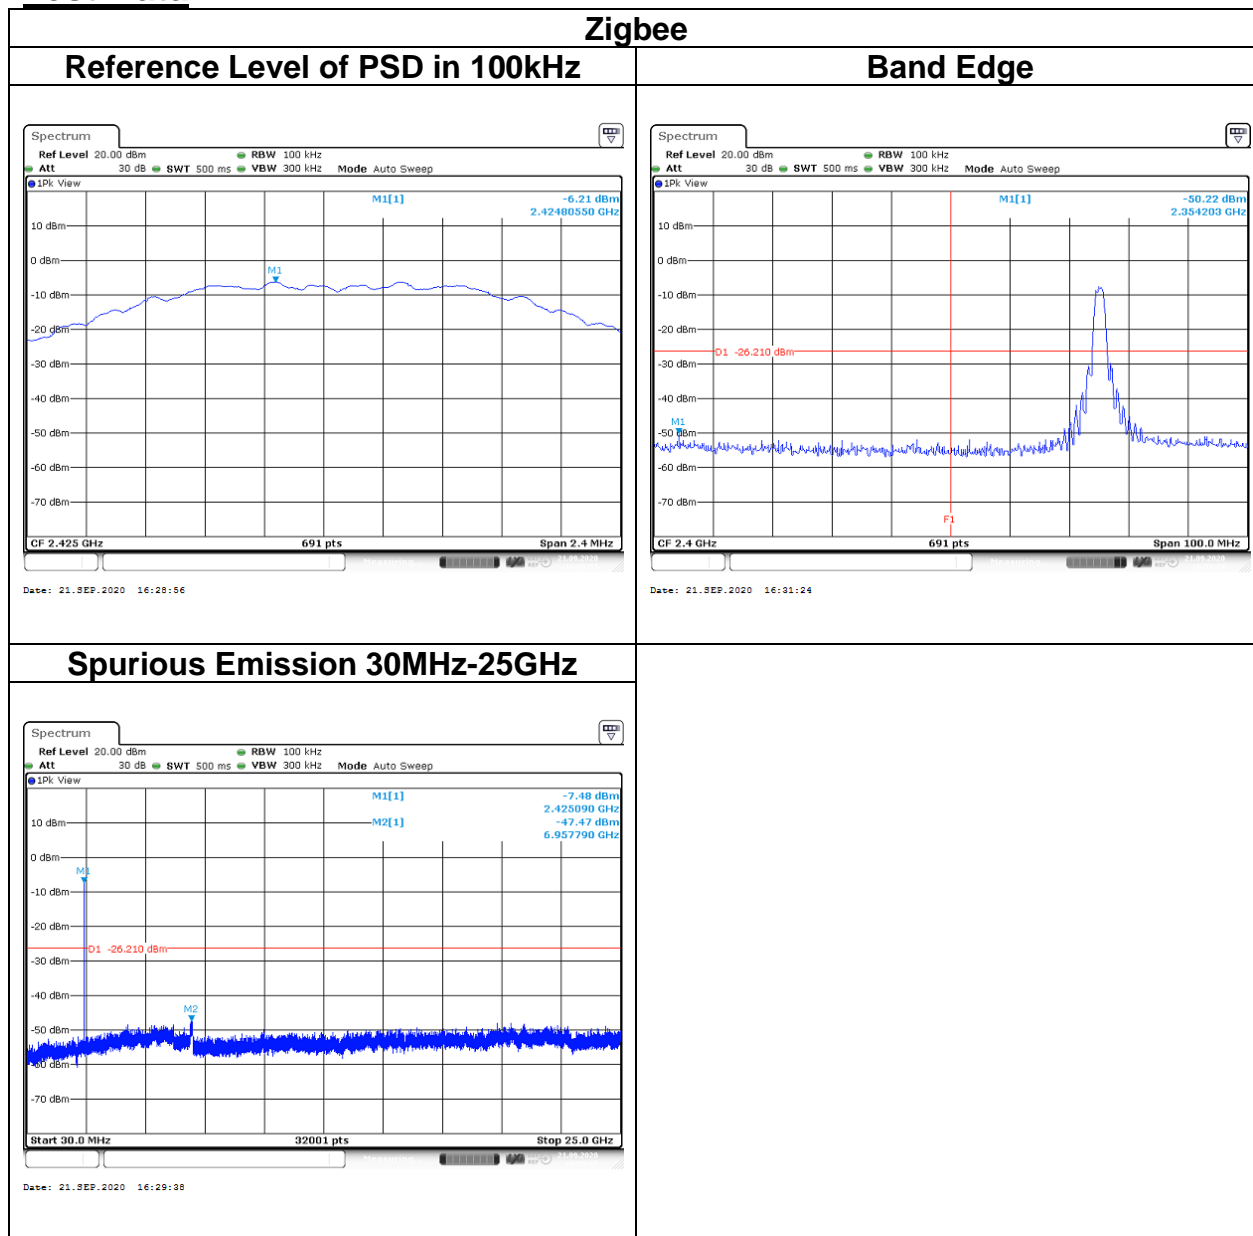 Zigbee
Reference Level of PSD in 100kHz
Band Edge
Spectrum
Ref Level 20.00 dBm RBW 100 kHz
Att 30 dB SWT 500 ms VBW 300 kHz Mode Auto Sweep
1Pk View
M1[1] -6.21 dBm
2.42480550 GHz
10 dBm
0 dBm
M1
-10 dBm
-20 dBm
-30 dBm
-40 dBm
-50 dBm
-60 dBm
-70 dBm
CF 2.425 GHz 691 pts Span 2.4 MHz
Date: 21.SEP.2020 16:28:56
Spectrum
Ref Level 20.00 dBm RBW 100 kHz
Att 30 dB SWT 500 ms VBW 300 kHz Mode Auto Sweep
1Pk View
M1[1] -50.22 dBm
2.354203 GHz
10 dBm
0 dBm
-10 dBm
-20 dBm
D1 -26.210 dBm
-30 dBm
-40 dBm
M1
-50 dBm
-60 dBm
-70 dBm
F1
CF 2.4 GHz 691 pts Span 100.0 MHz
Date: 21.SEP.2020 16:31:24
Spurious Emission 30MHz-25GHz
Spectrum
Ref Level 20.00 dBm RBW 100 kHz
Att 30 dB SWT 500 ms VBW 300 kHz Mode Auto Sweep
1Pk View
M1[1] -7.48 dBm
2.425090 GHz
10 dBm M2[1] -47.47 dBm
6.957790 GHz
0 dBm
M1
-10 dBm
-20 dBm
D1 -26.210 dBm
-30 dBm
-40 dBm
M2
-50 dBm
-60 dBm
-70 dBm
Start 30.0 MHz 32001 pts Stop 25.0 GHz
Date: 21.SEP.2020 16:29:38